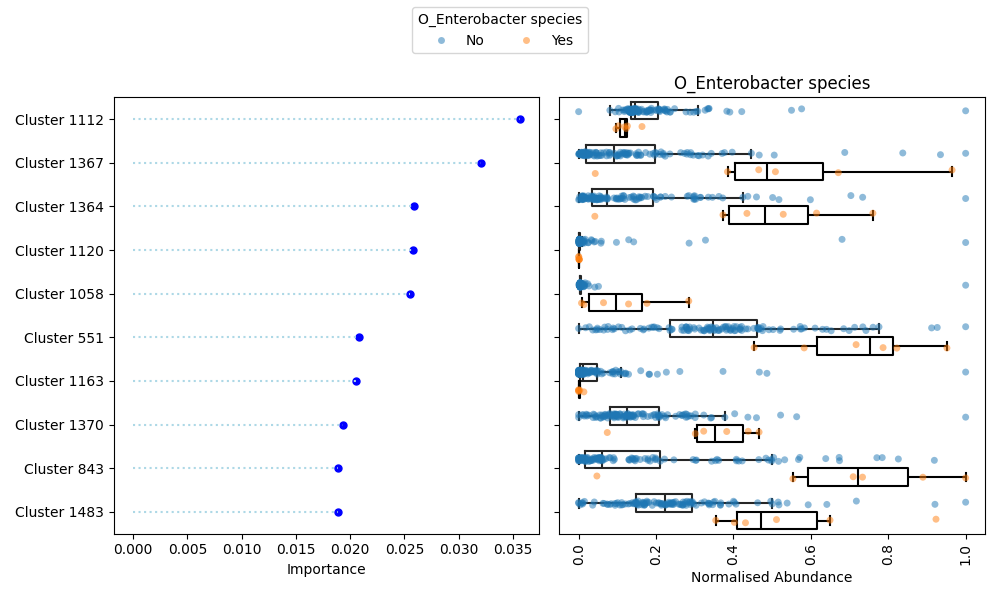 O_Enterobacter species
No Yes
O_Enterobacter species
Cluster 1112
Cluster 1367
Cluster 1364
Cluster 1120
Cluster 1058
Cluster 551
Cluster 1163
Cluster 1370
Cluster 843
Cluster 1483
0.000 0.005 0.010 0.015 0.020 0.025 0.030 0.035
Importance
0.0 0.2 0.4 0.6 0.8 1.0
Normalised Abundance